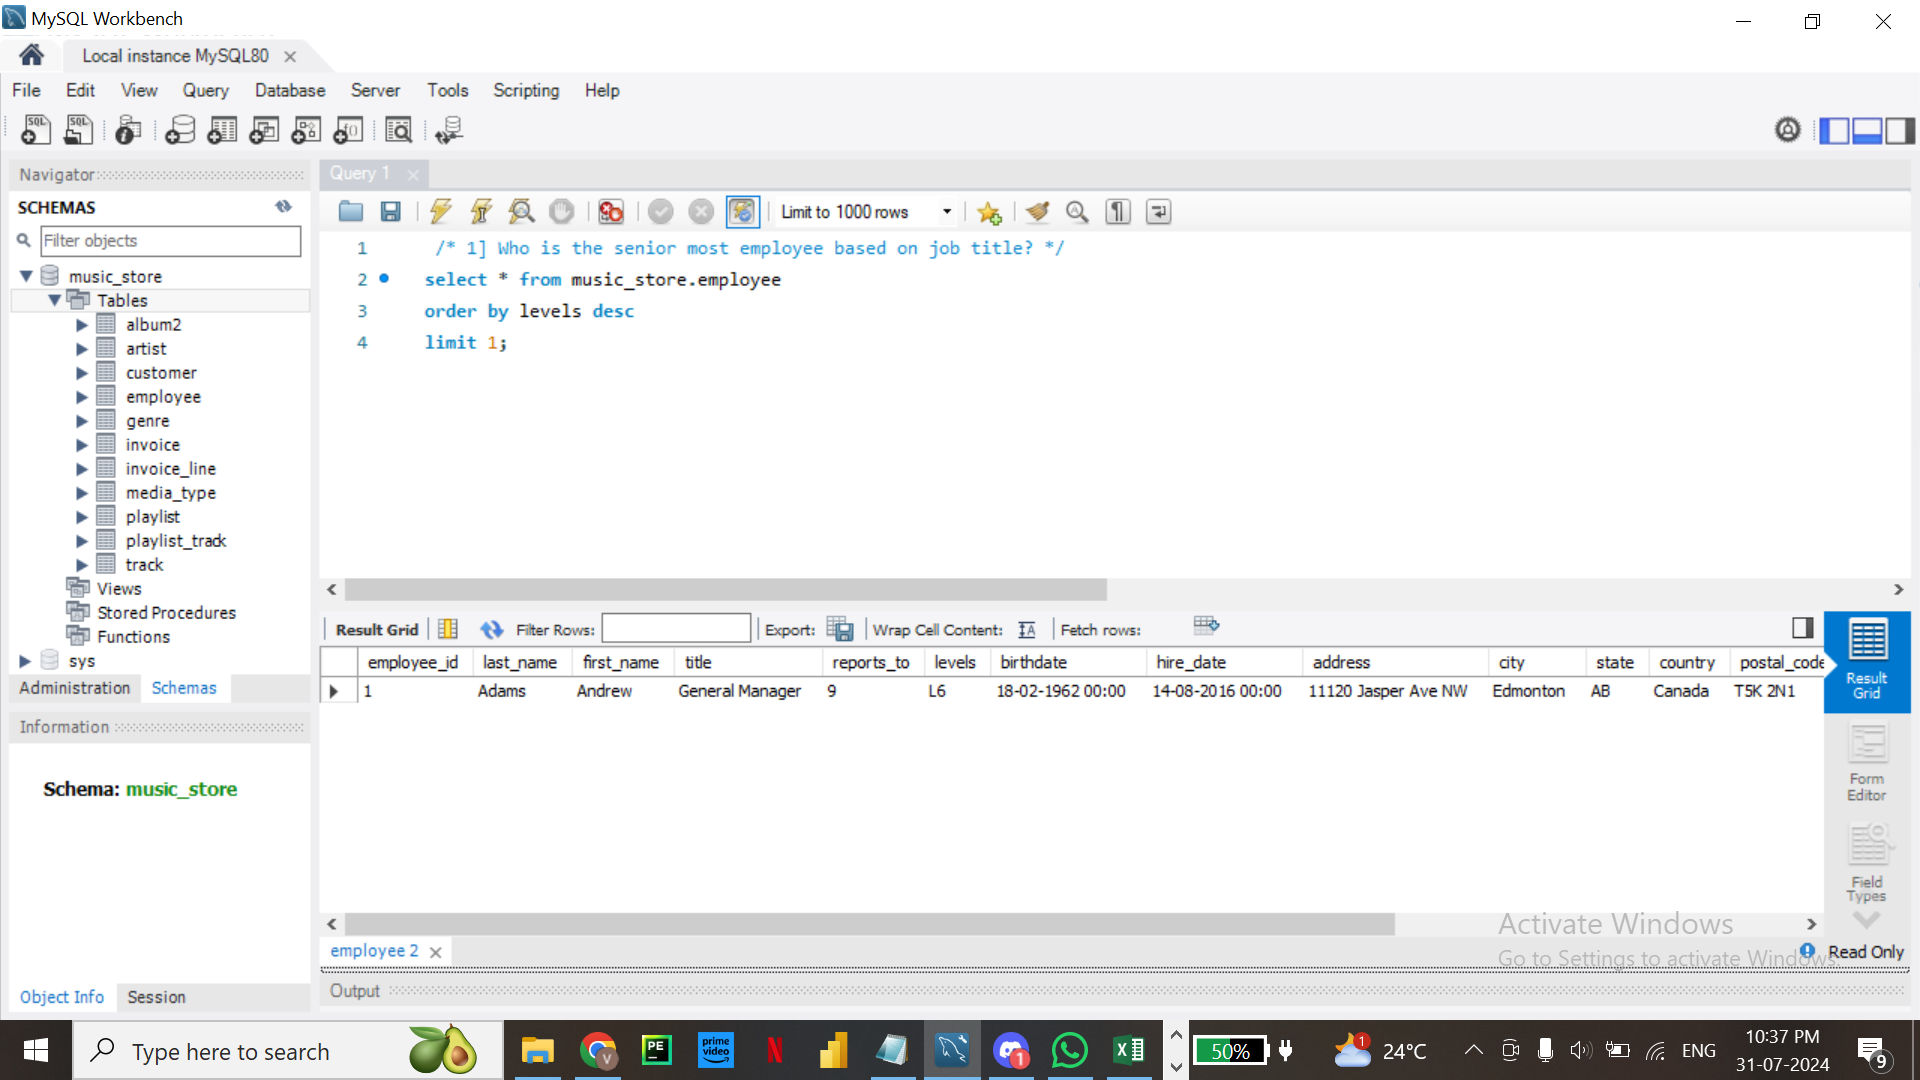 MySQL Workbench
Local instance MySQL80
File Edit View Query Database Server Tools Scripting Help
Navigator
SCHEMAS
Filter objects
music_store
Tables
album2
artist
customer
employee
genre
invoice
invoice_line
media_type
playlist
playlist_track
track
Views
Stored Procedures
Functions
sys
Administration Schemas
Information
Schema: music_store
Object Info Session
Query 1
Limit to 1000 rows
1 /* 1] Who is the senior most employee based on job title? */
2 select * from music_store.employee
3 order by levels desc
4 limit 1;
Result Grid Filter Rows: Export: Wrap Cell Content: Fetch rows:
employee_id last_name first_name title reports_to levels birthdate hire_date address city state country postal_code
1 Adams Andrew General Manager 9 L6 18-02-1962 00:00 14-08-2016 00:00 11120 Jasper Ave NW Edmonton AB Canada T5K 2N1
Result Grid
Form Editor
Field Types
Activate Windows
Go to Settings to activate Windows.
employee 2
Read Only
Output
Type here to search
PE
prime video
1
50%
1
24°C
ENG
10:37 PM
31-07-2024
9